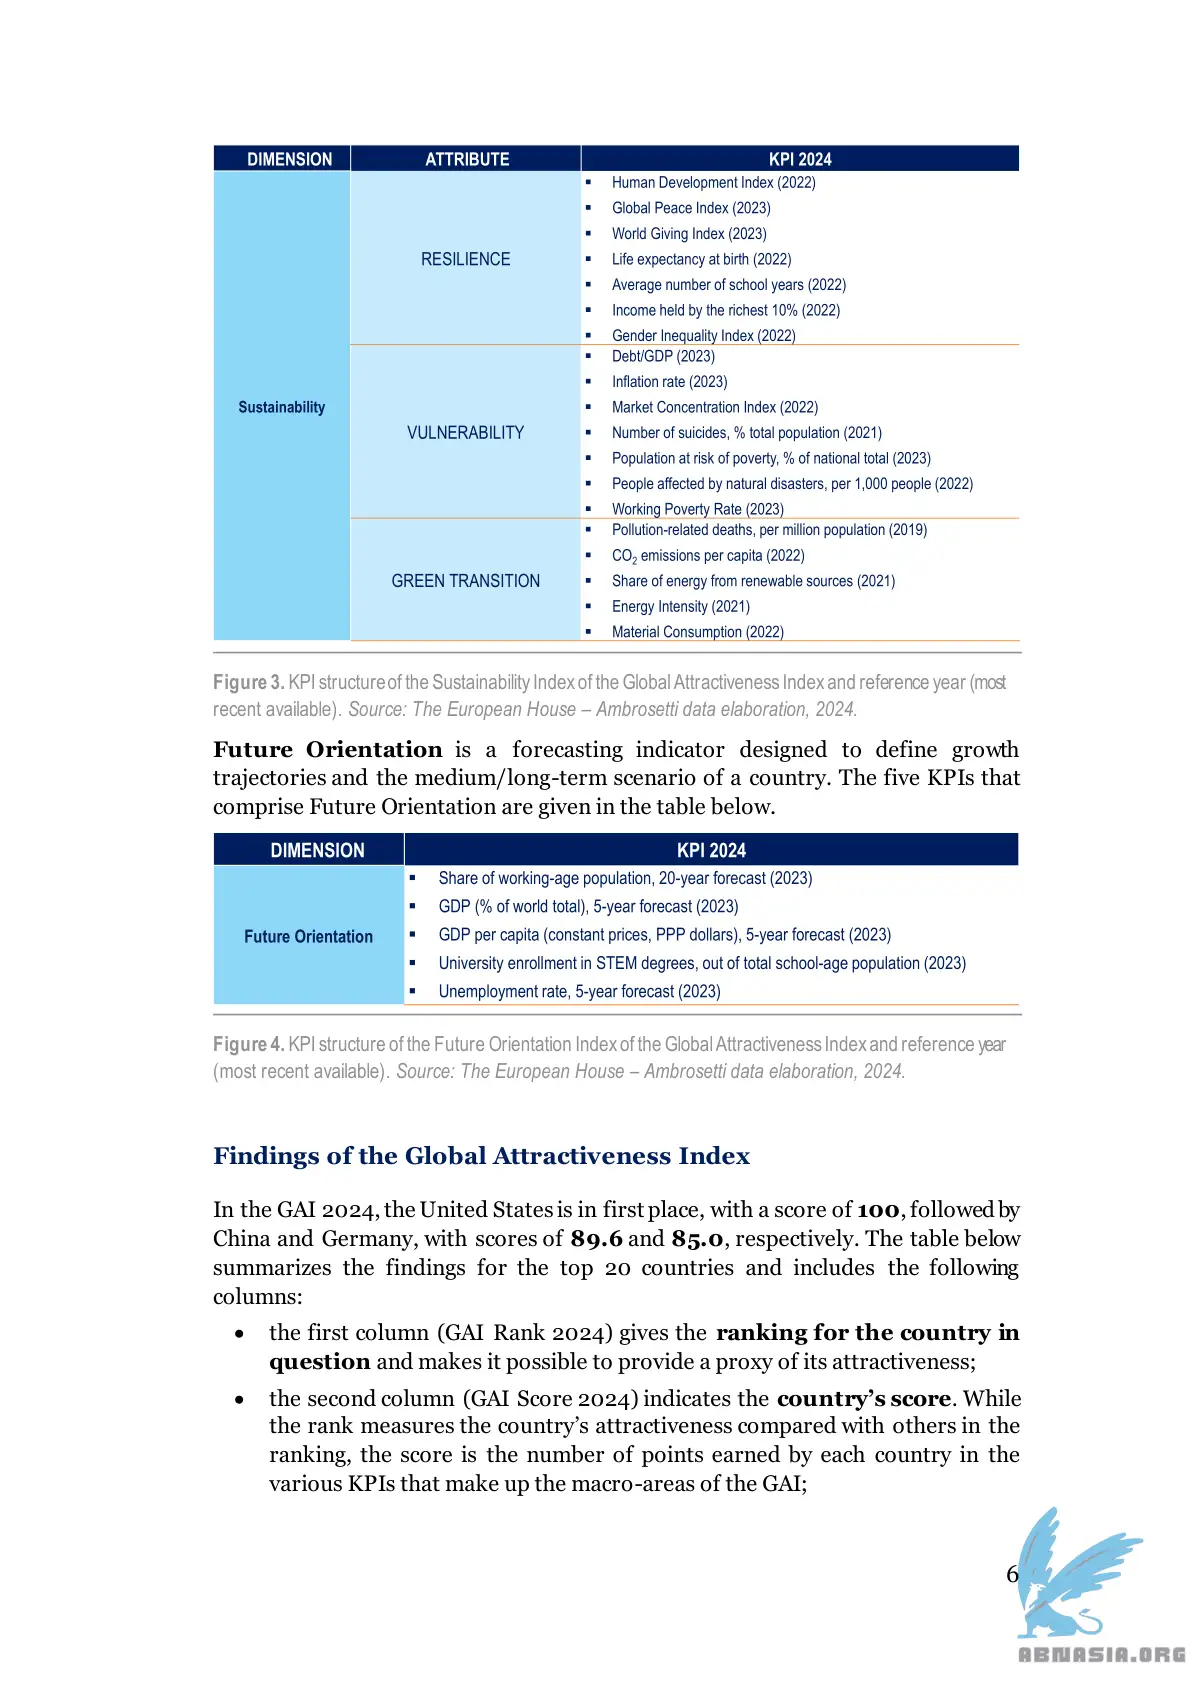 DIMENSION ATTRIBUTE KPI 2024
Sustainability
RESILIENCE
▪ Human Development Index (2022)
▪ Global Peace Index (2023)
▪ World Giving Index (2023)
▪ Life expectancy at birth (2022)
▪ Average number of school years (2022)
▪ Income held by the richest 10% (2022)
▪ Gender Inequality Index (2022)
VULNERABILITY
▪ Debt/GDP (2023)
▪ Inflation rate (2023)
▪ Market Concentration Index (2022)
▪ Number of suicides, % total population (2021)
▪ Population at risk of poverty, % of national total (2023)
▪ People affected by natural disasters, per 1,000 people (2022)
▪ Working Poverty Rate (2023)
GREEN TRANSITION
▪ Pollution-related deaths, per million population (2019)
▪ CO₂ emissions per capita (2022)
▪ Share of energy from renewable sources (2021)
▪ Energy Intensity (2021)
▪ Material Consumption (2022)
Figure 3. KPI structure of the Sustainability Index of the Global Attractiveness Index and reference year (most
recent available). Source: The European House – Ambrosetti data elaboration, 2024.
Future Orientation is a forecasting indicator designed to define growth
trajectories and the medium/long-term scenario of a country. The five KPIs that
comprise Future Orientation are given in the table below.
DIMENSION KPI 2024
Future Orientation
▪ Share of working-age population, 20-year forecast (2023)
▪ GDP (% of world total), 5-year forecast (2023)
▪ GDP per capita (constant prices, PPP dollars), 5-year forecast (2023)
▪ University enrollment in STEM degrees, out of total school-age population (2023)
▪ Unemployment rate, 5-year forecast (2023)
Figure 4. KPI structure of the Future Orientation Index of the Global Attractiveness Index and reference year
(most recent available). Source: The European House – Ambrosetti data elaboration, 2024.
Findings of the Global Attractiveness Index
In the GAI 2024, the United States is in first place, with a score of 100, followed by
China and Germany, with scores of 89.6 and 85.0, respectively. The table below
summarizes the findings for the top 20 countries and includes the following
columns:
• the first column (GAI Rank 2024) gives the ranking for the country in
question and makes it possible to provide a proxy of its attractiveness;
• the second column (GAI Score 2024) indicates the country’s score. While
the rank measures the country’s attractiveness compared with others in the
ranking, the score is the number of points earned by each country in the
various KPIs that make up the macro-areas of the GAI;
6
ABNASIA.ORG